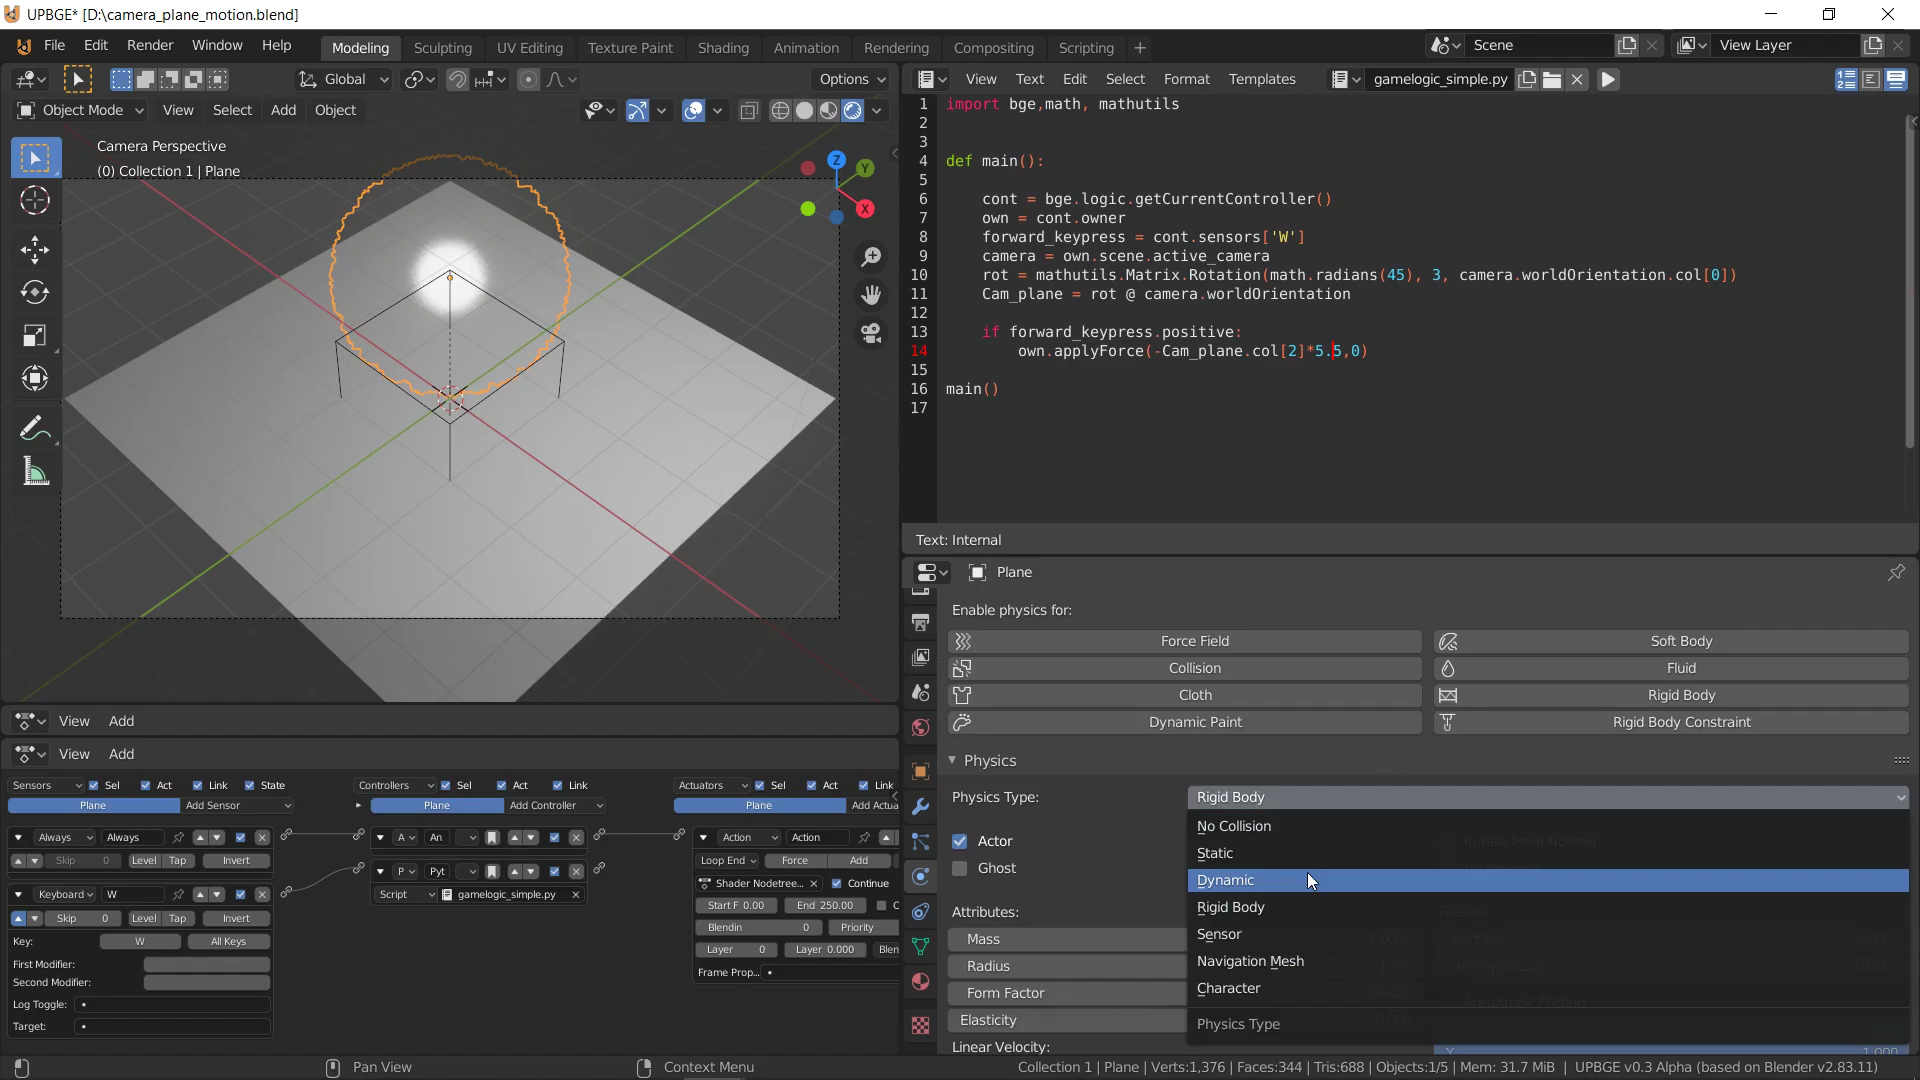 UPBGE* [D:\camera_plane_motion.blend]
File Edit Render Window Help Modeling Sculpting UV Editing Texture Paint Shading Animation Rendering Compositing Scripting + Scene View Layer
Global Options
Object Mode View Select Add Object
Camera Perspective
(0) Collection 1 | Plane
Z Y X
View Text Edit Select Format Templates gamelogic_simple.py
1 import bge,math, mathutils
2
3
4 def main():
5
6 cont = bge.logic.getCurrentController()
7 own = cont.owner
8 forward_keypress = cont.sensors['W']
9 camera = own.scene.active_camera
10 rot = mathutils.Matrix.Rotation(math.radians(45), 3, camera.worldOrientation.col[0])
11 Cam_plane = rot @ camera.worldOrientation
12
13 if forward_keypress.positive:
14 own.applyForce(-Cam_plane.col[2]*5.5,0)
15
16 main()
17
Text: Internal
Plane
Enable physics for:
Force Field Soft Body
Collision Fluid
Cloth Rigid Body
Dynamic Paint Rigid Body Constraint
Physics
Physics Type: Rigid Body
No Collision
Static
Dynamic
Rigid Body
Sensor
Navigation Mesh
Character
Physics Type
Actor
Ghost
Attributes:
Mass
Radius
Form Factor
Elasticity
Linear Velocity:
View Add
View Add
Sensors Sel Act Link State Controllers Sel Act Link Actuators Sel Act Link
Plane Add Sensor Plane Add Controller Plane Add Actua
Always Always A An Action Action
Skip 0 Level Tap Invert Loop End Force Add
P Pyt Shader Nodetree... Continue
Keyboard W Script gamelogic_simple.py Start F 0.00 End 250.00 C
Skip 0 Level Tap Invert Blendin 0 Priority
Key: W All Keys Layer 0 Layer 0.000 Blen
First Modifier: Frame Prop...
Second Modifier:
Log Toggle:
Target:
Pan View Context Menu Collection 1 | Plane | Verts:1,376 | Faces:344 | Tris:688 | Objects:1/5 | Mem: 31.7 MiB | UPBGE v0.3 Alpha (based on Blender v2.83.11)